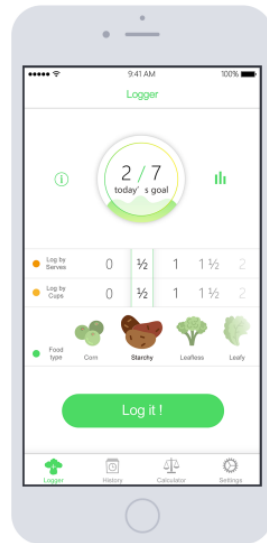 9:41 AM
100%
Logger
2 / 7
today' s goal
Log by
Serves
0 ½ 1 1 ½ 2
Log by
Cups
0 ½ 1 1 ½ 2
Food
type
Corn Starchy Leafless Leafy
Log it !
Logger History Calculator Settings